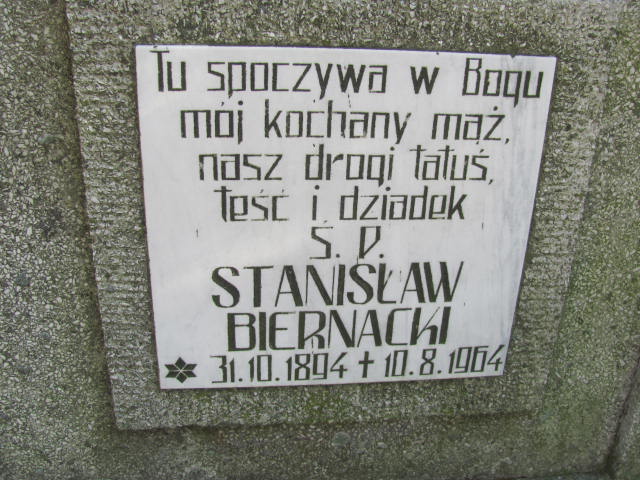 Tu spoczywa w Bogu
mój kochany mąż,
nasz drogi tatuś,
teść i dziadek
Ś. P.
STANISŁAW
BIERNACKI
31.10.1894 ✝ 10.8.1964